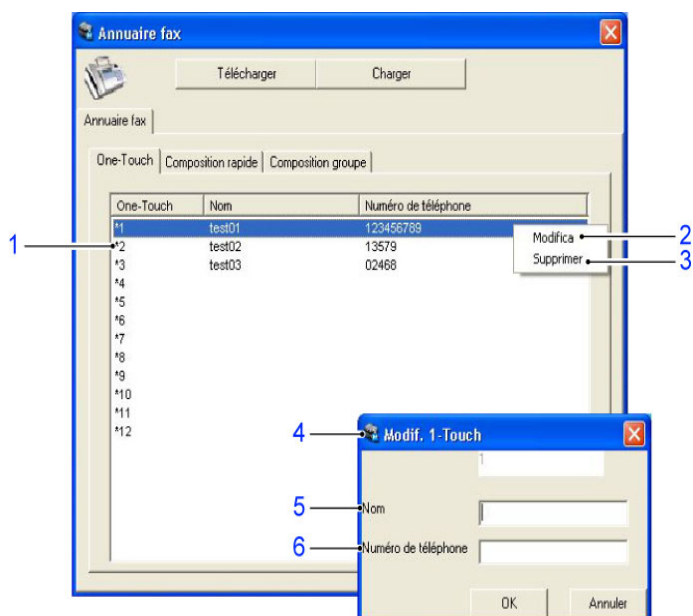 Annuaire fax
Télécharger Charger
Annuaire fax
One-Touch Composition rapide Composition groupe
One-Touch Nom Numéro de téléphone
*1 test01 123456789
Modifica 2
1 *2 test02 13579
Supprimer 3
*3 test03 02468
*4
*5
*6
*7
*8
*9
*10
*11
*12
4 Modif. 1-Touch
1
5 Nom
6 Numéro de téléphone
OK Annuler